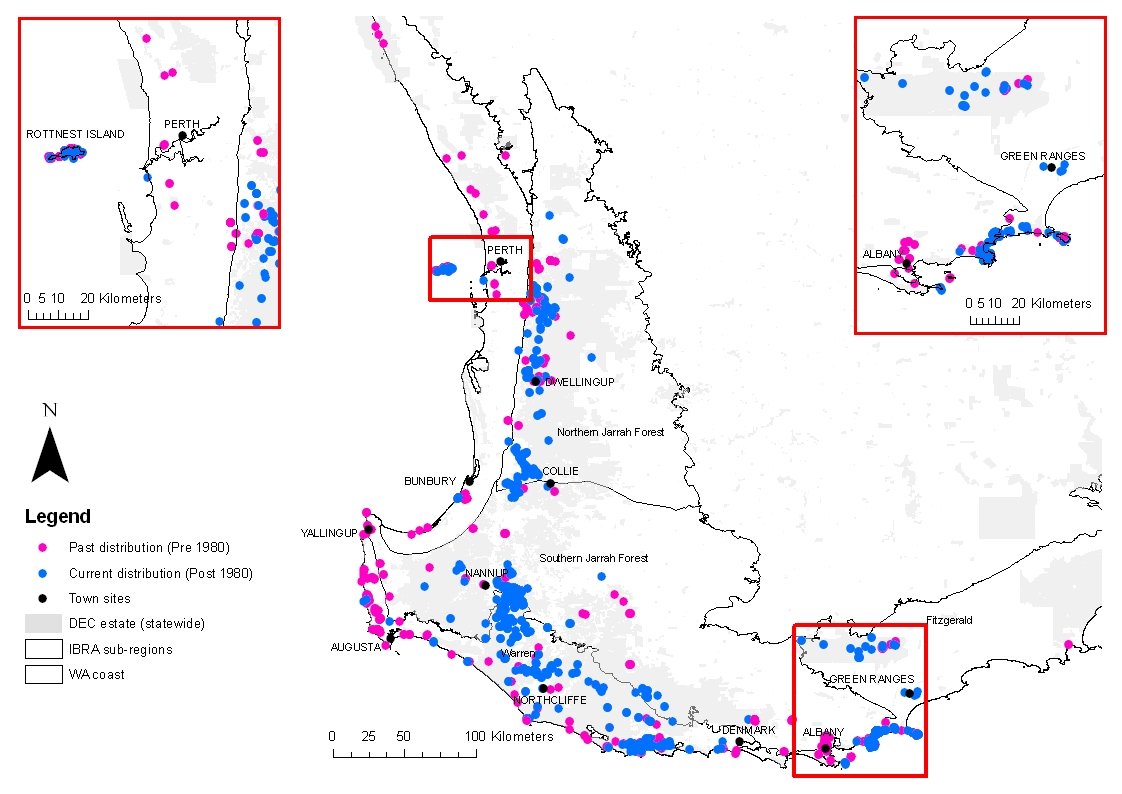 ROTTNEST ISLAND
PERTH
0 5 10 20 Kilometers
GREEN RANGES
ALBANY
0 5 10 20 Kilometers
PERTH
DWELLINGUP
Northern Jarrah Forest
COLLIE
BUNBURY
YALLINGUP
Southern Jarrah Forest
NANNUP
AUGUSTA
Warren
NORTHCLIFFE
DENMARK
ALBANY
Fitzgerald
GREEN RANGES
N
Legend
Past distribution (Pre 1980)
Current distribution (Post 1980)
Town sites
DEC estate (statewide)
IBRA sub-regions
WA coast
0 25 50 100 Kilometers